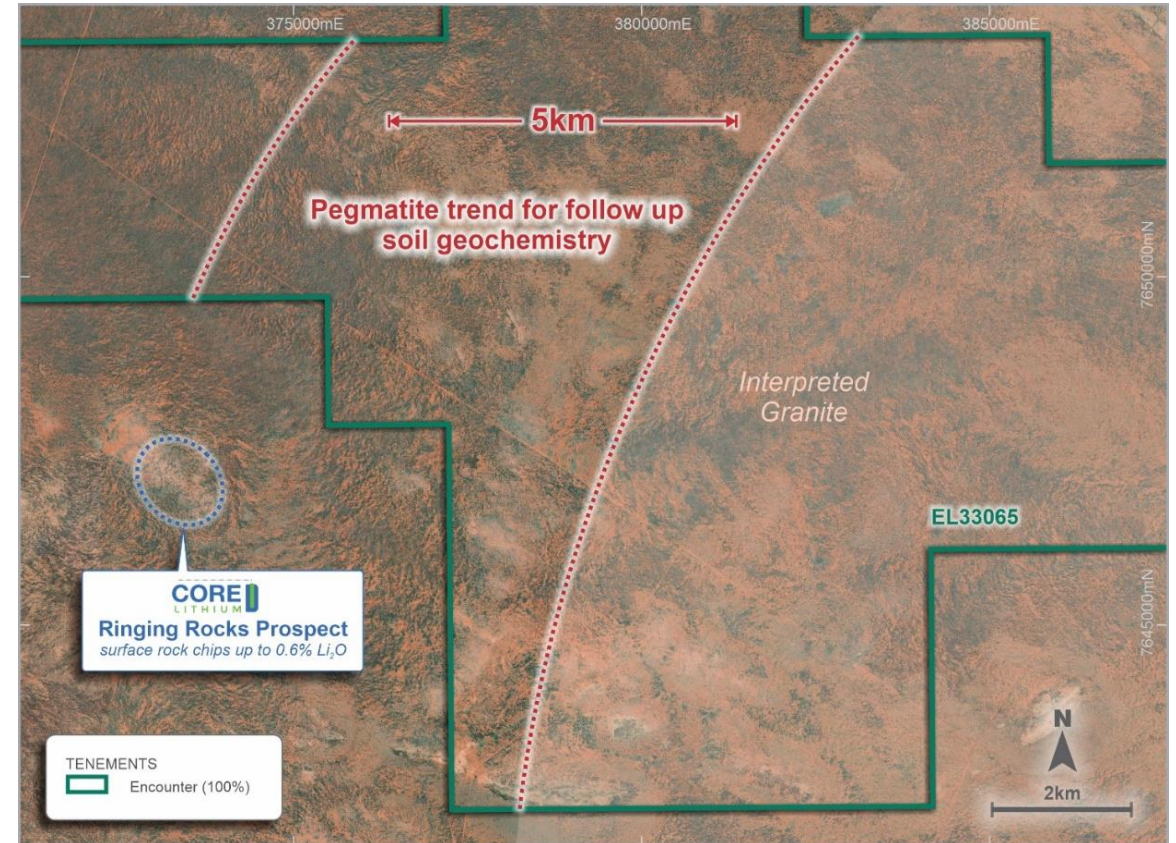 375000mE
380000mE
385000mE
5km
Pegmatite trend for follow up
soil geochemistry
7650000mN
Interpreted
Granite
EL33065
CORE
LITHIUM
Ringing Rocks Prospect
surface rock chips up to 0.6% Li₂O
7645000mN
TENEMENTS
Encounter (100%)
N
2km